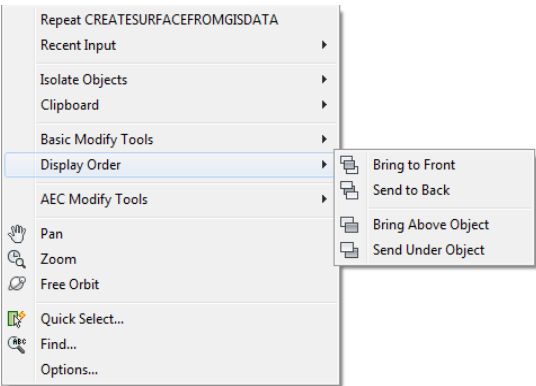 Repeat CREATESURFACEFROMGISDATA
Recent Input
Isolate Objects
Clipboard
Basic Modify Tools
Display Order
Bring to Front
Send to Back
Bring Above Object
Send Under Object
AEC Modify Tools
Pan
Zoom
Free Orbit
Quick Select...
ABC
Find...
Options...